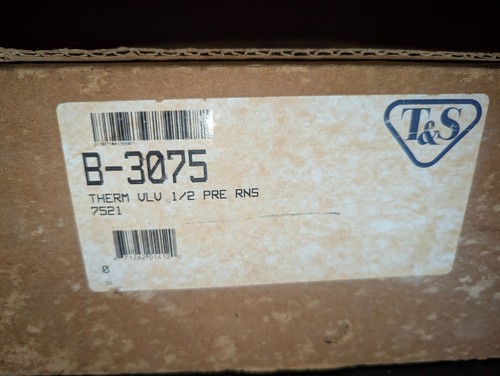 T&S
B-3075
THERM VLV 1/2 PRE RNS
7521
0